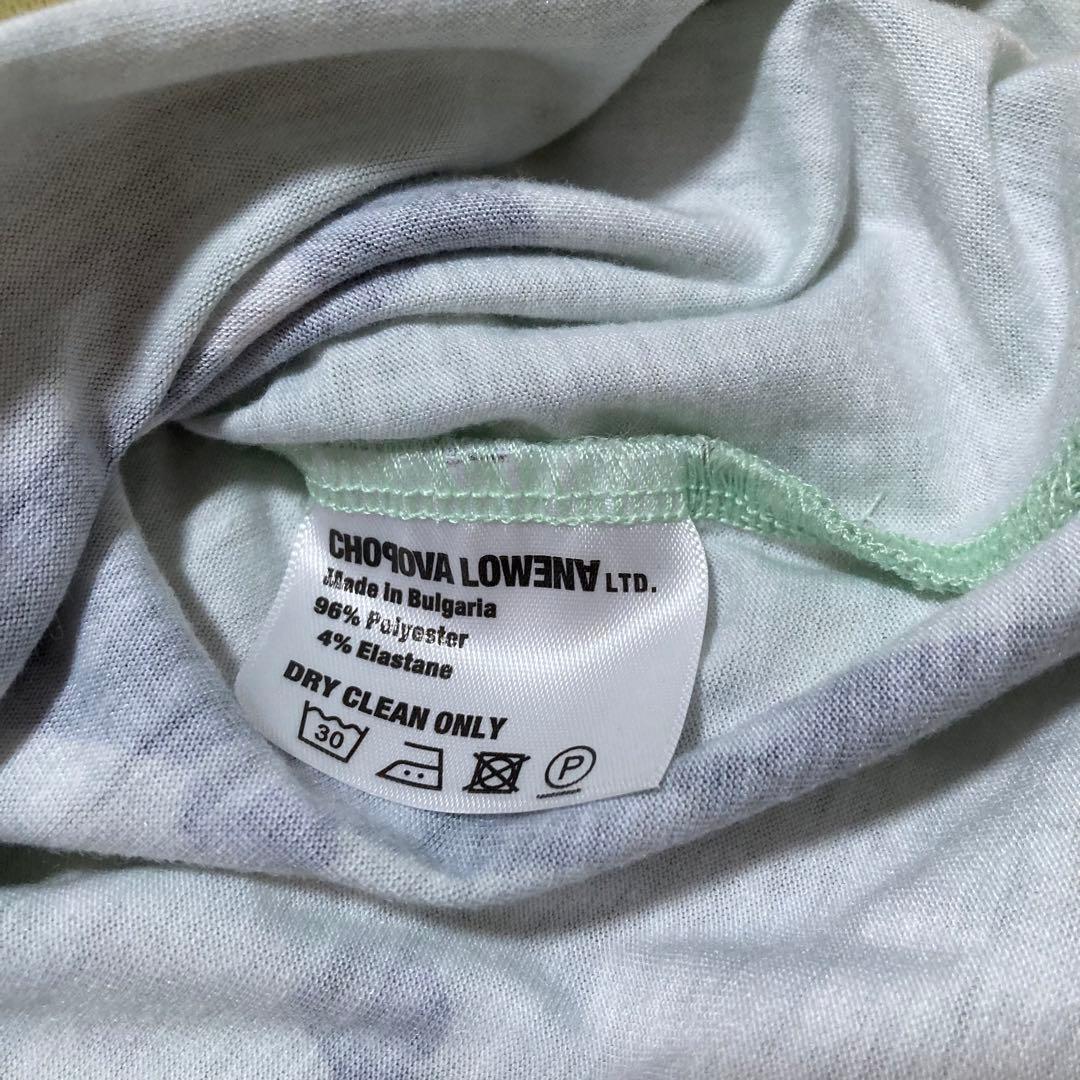 CHOPOVA LOWENA LTD.
Made in Bulgaria
96% Polyester
4% Elastane
DRY CLEAN ONLY
30
P